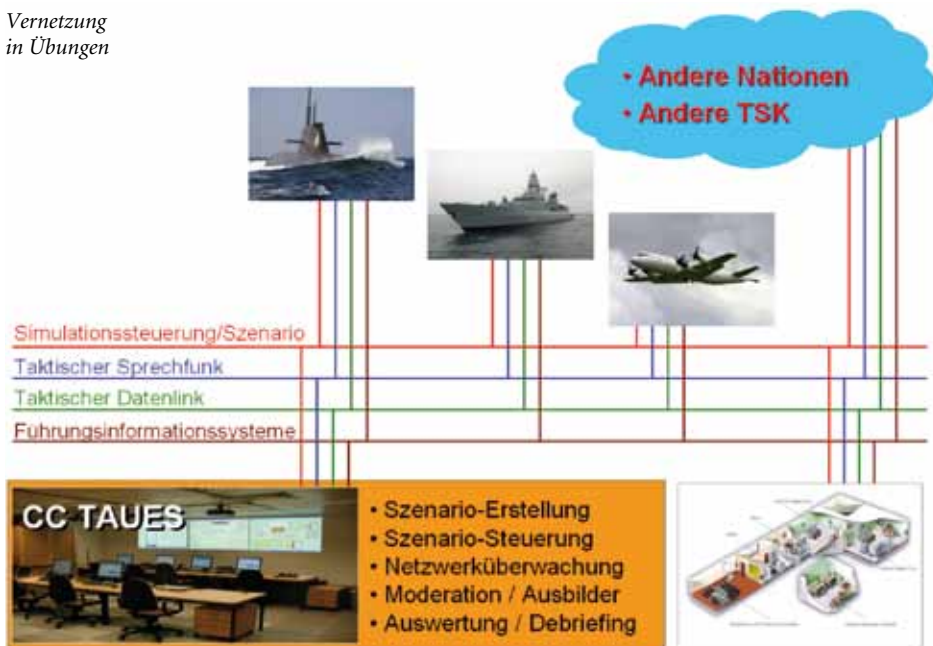 Vernetzung
in Übungen
• Andere Nationen
• Andere TSK
Simulationssteuerung/Szenario
Taktischer Sprechfunk
Taktischer Datenlink
Führungsinformationssysteme
CC TAUES
• Szenario-Erstellung
• Szenario-Steuerung
• Netzwerküberwachung
• Moderation / Ausbilder
• Auswertung / Debriefing